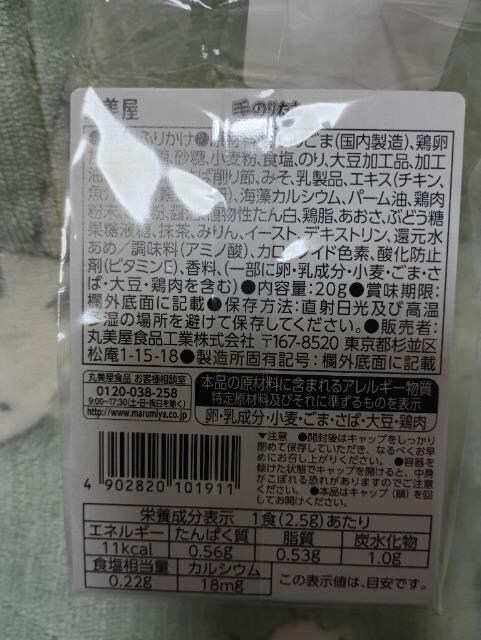 美屋
のりたま
ふりかけ
ごま(国内製造)、鶏卵
砂糖、小麦粉、食塩、のり、大豆加工品、加工
さば削り節、みそ、乳製品、エキス(チキン、
海藻カルシウム、パーム油、鶏肉
粉末、植物性たん白、鶏脂、あおさ、ぶどう糖
果糖液糖、抹茶、みりん、イースト、デキストリン、還元水
あめ/調味料(アミノ酸)、カロテノイド色素、酸化防止
剤(ビタミンE)、香料、(一部に卵・乳成分・小麦・ごま・さ
ば・大豆・鶏肉を含む)●内容量:20g●賞味期限:
欄外底面に記載●保存方法:直射日光及び高温
多湿の場所を避けて保存してください。●販売者:
丸美屋食品工業株式会社 〒167-8520 東京都杉並区
松庵1-15-18●製造所固有記号:欄外底面に記載
丸美屋食品 お客様相談室
0120-038-258
9:00~17:30(土・日・祝日を除く)
http://www.marumiya.co.jp/
本品の原材料に含まれるアレルギー物質
特定原材料及びそれに準ずるものを表示
卵・乳成分・小麦・ごま・さば・大豆・鶏肉
▼注意 ●開封後はキャップをしっかり
閉めて保存していただき、なるべくお早
めにお召し上がりください。●容器を
傾けた状態でキャップを開けると、中身
がこぼれる恐れがありますのでご注意
ください。●本品はキャップ(頭)を回
してお開けください。
4 902820 101911
栄養成分表示 1食(2.5g)あたり
エネルギー たんぱく質 脂質 炭水化物
11kcal 0.56g 0.53g 1.0g
食塩相当量 カルシウム
0.22g 18mg この表示値は、目安です。